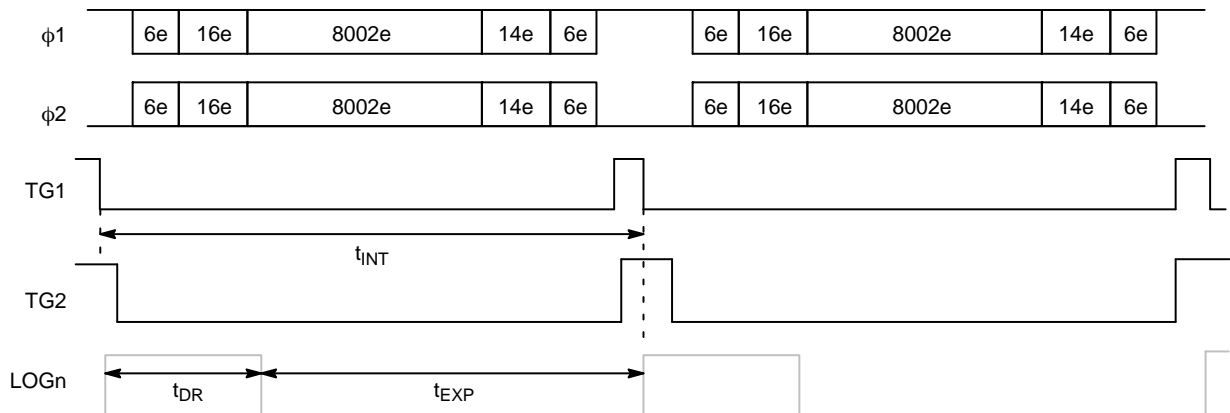 ϕ1 6e 16e 8002e 14e 6e 6e 16e 8002e 14e 6e
ϕ2 6e 16e 8002e 14e 6e 6e 16e 8002e 14e 6e
TG1
tINT
TG2
LOGn
tDR tEXP